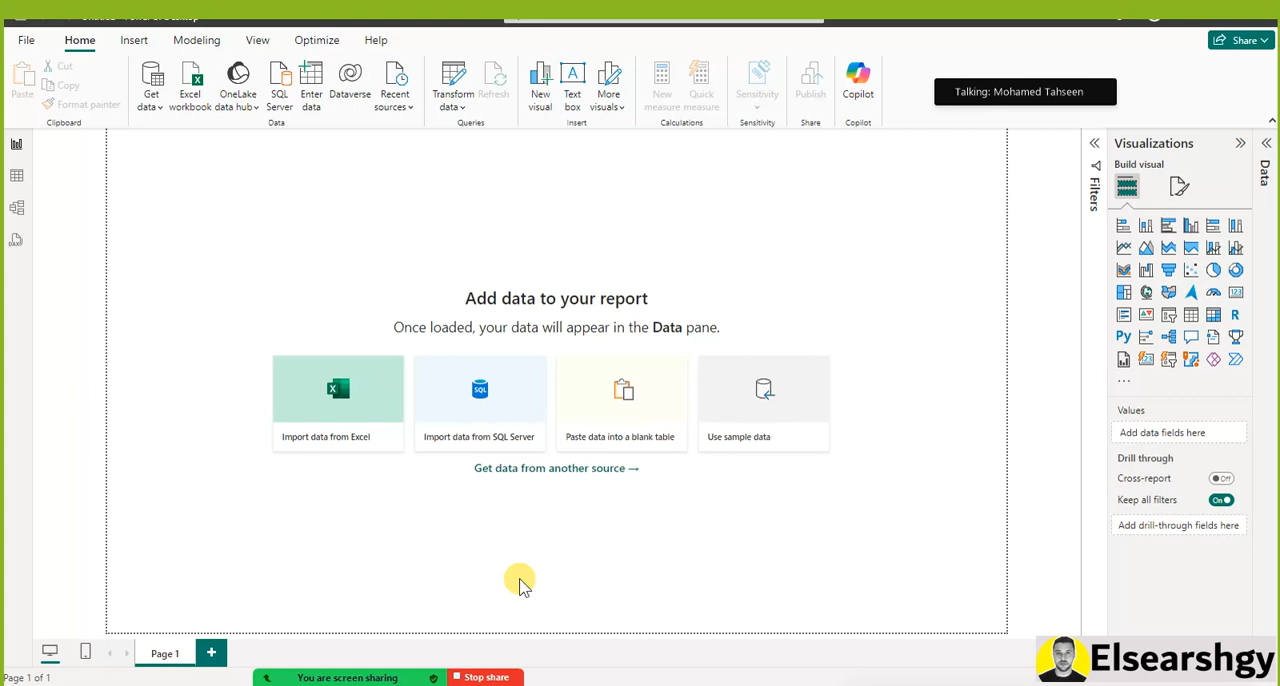 File Home Insert Modeling View Optimize Help
Share
Paste
Cut
Copy
Format painter
Clipboard
Get data
Excel workbook
OneLake data hub
SQL Server
Enter data
Dataverse
Recent sources
Data
Transform data
Refresh
Queries
New visual
Text box
More visuals
Insert
New measure
Quick measure
Calculations
Sensitivity
Sensitivity
Publish
Share
Copilot
Copilot
Talking: Mohamed Tahseen
Filters
Visualizations
Data
Build visual
123
R
Py
...
Values
Add data fields here
Drill through
Cross-report Off
Keep all filters On
Add drill-through fields here
DAX
Add data to your report
Once loaded, your data will appear in the Data pane.
SQL
Import data from Excel
Import data from SQL Server
Paste data into a blank table
Use sample data
Get data from another source →
Page 1
+
Page 1 of 1
You are screen sharing
Stop share
Elsearshgy